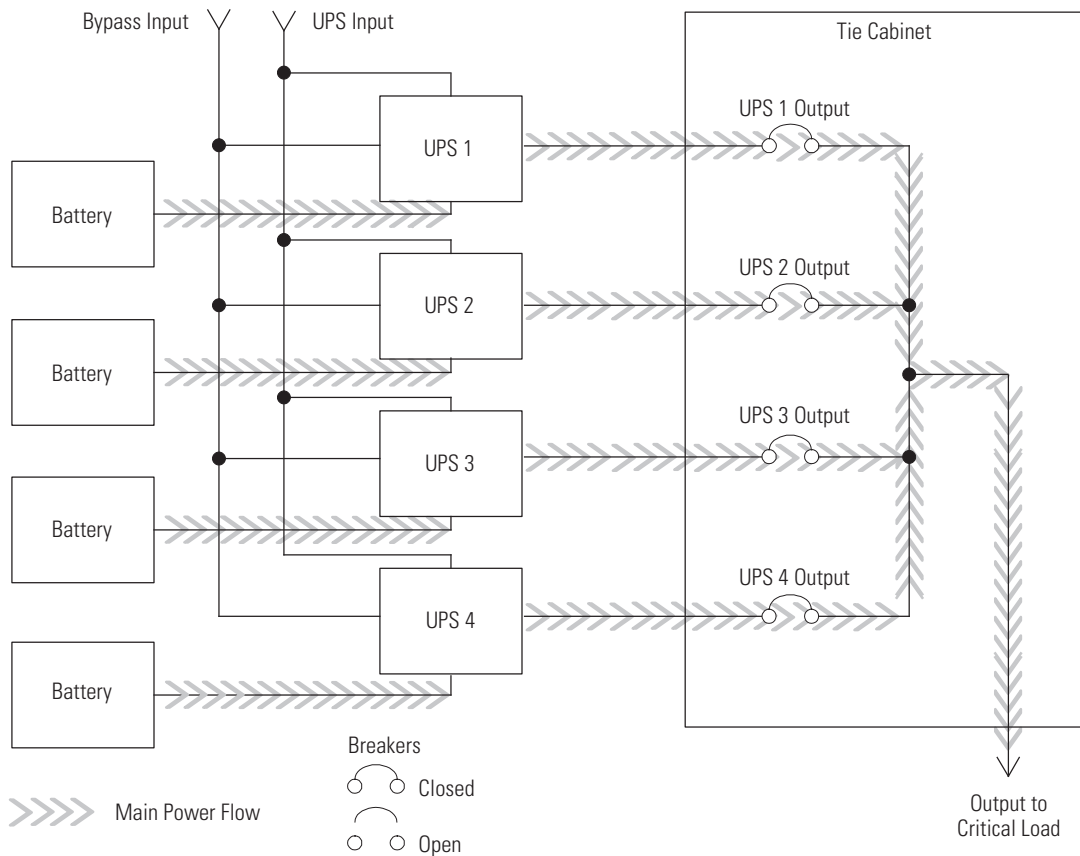 Bypass Input
UPS Input
Tie Cabinet
UPS 1 Output
UPS 1
Battery
UPS 2 Output
UPS 2
Battery
UPS 3 Output
UPS 3
Battery
UPS 4 Output
UPS 4
Battery
Breakers
Closed
Main Power Flow
Open
Output to
Critical Load